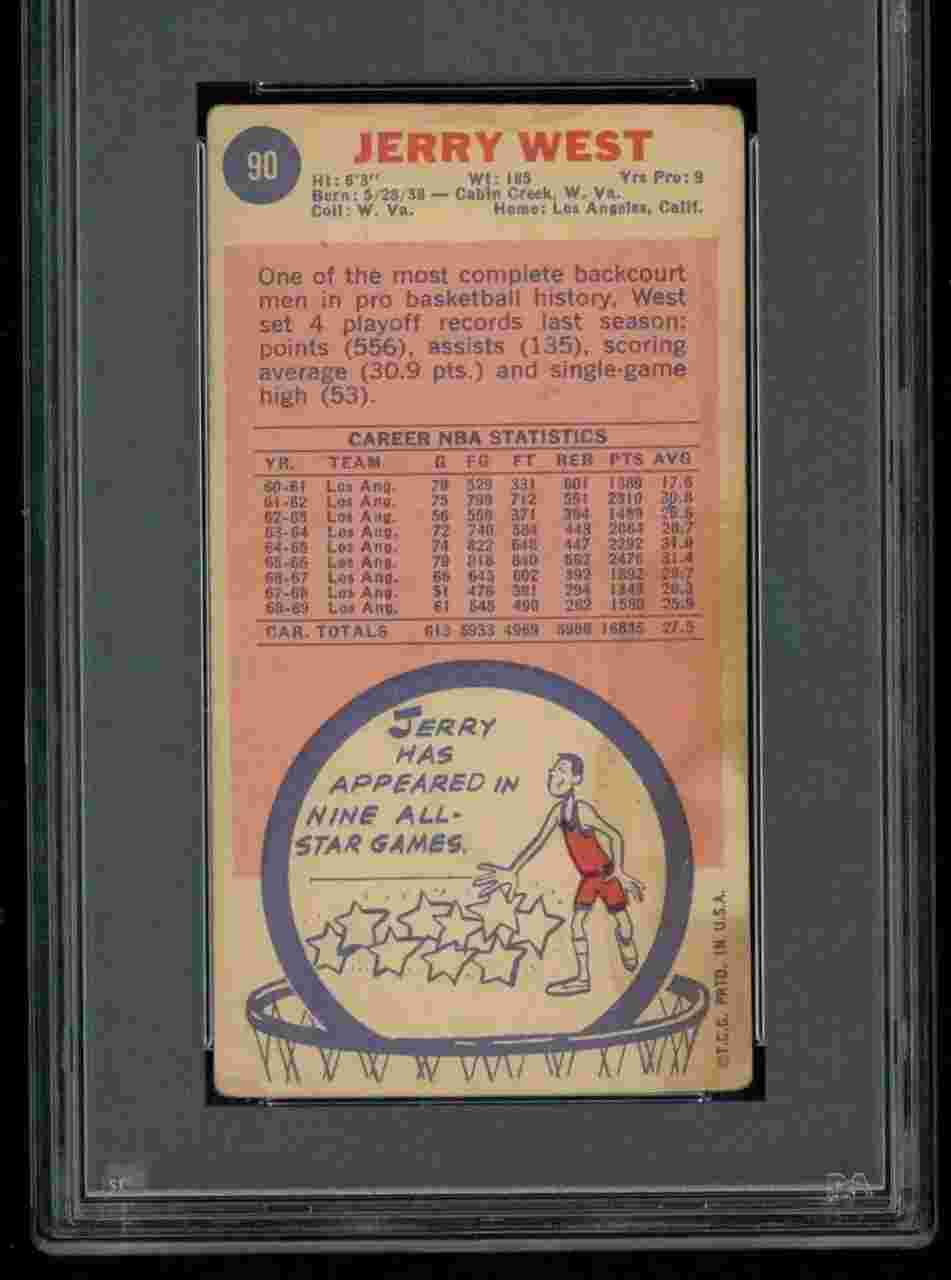 90
JERRY WEST
Ht: 6'3" Wt: 185 Yrs Pro: 9
Born: 5/28/38 — Cabin Creek, W. Va.
Coll: W. Va. Home: Los Angeles, Calif.
One of the most complete backcourt
men in pro basketball history, West
set 4 playoff records last season:
points (556), assists (135), scoring
average (30.9 pts.) and single-game
high (53).
CAREER NBA STATISTICS
YR. TEAM G FG FT REB PTS AVG
60-61 Los Ang. 79 529 331 601 17.6
61-62 Los Ang. 75 799 712 591 2310 30.8
62-63 Los Ang. 56 559 371 384 1489
63-64 Los Ang. 72 740 584 443 2064 28.7
64-65 Los Ang. 74 822 648 447 2292 31.0
65-66 Los Ang. 79 818 840 562 2476 31.4
66-67 Los Ang. 66 645 602 392 1892 28.7
67-68 Los Ang. 51 476 391 294 1343 26.3
68-69 Los Ang. 61 545 490 262 1580 25.9
CAR. TOTALS 613 5933 4969 27.5
JERRY
HAS
APPEARED IN
NINE ALL-
STAR GAMES.
©T.C.G. PRTD. IN U.S.A.